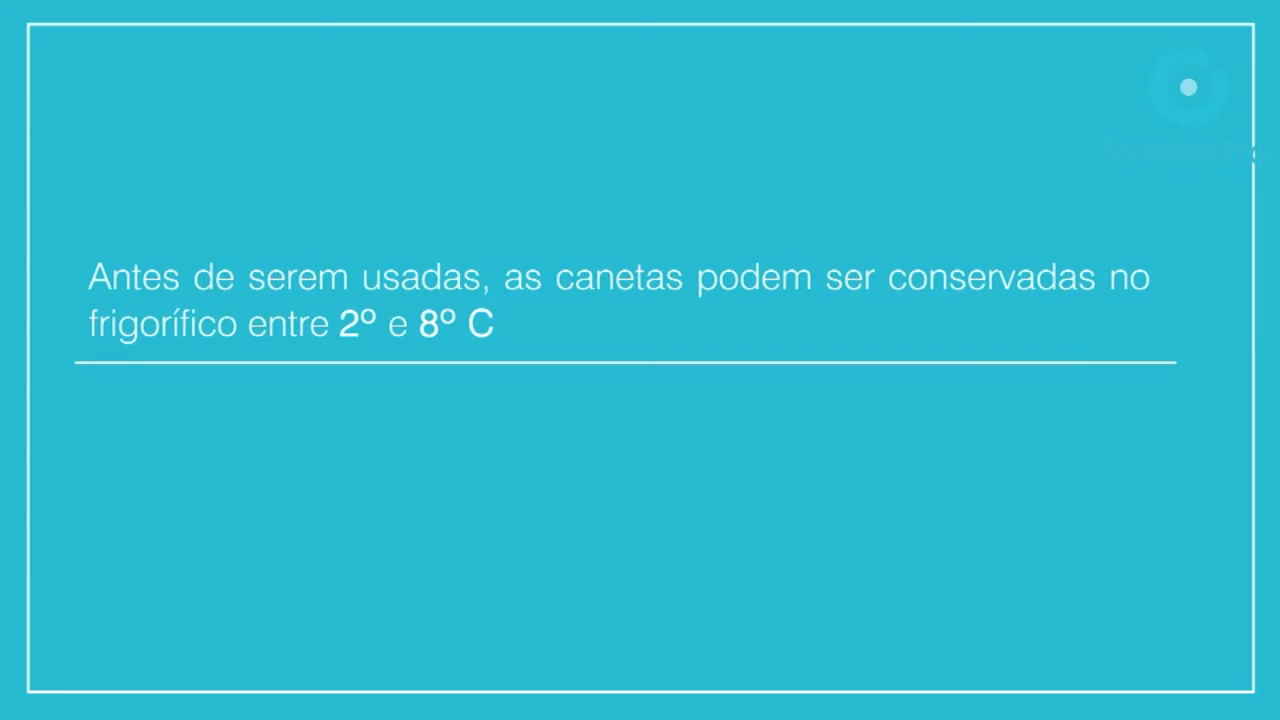 Antes de serem usadas, as canetas podem ser conservadas no
frigorífico entre 2º e 8º C